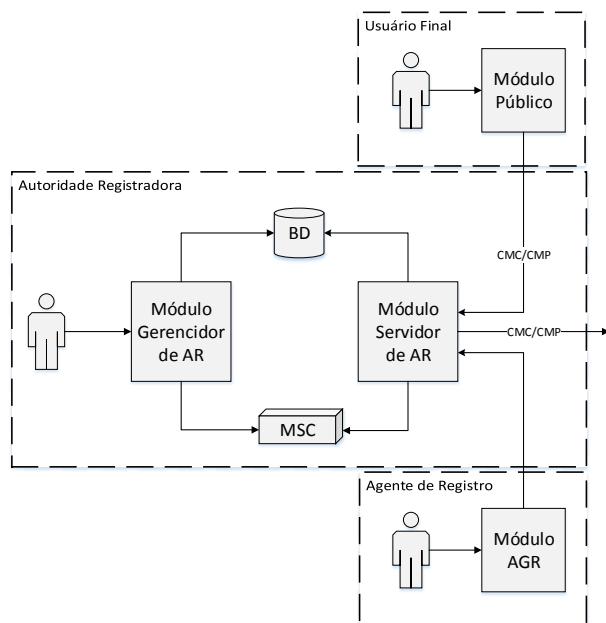 Usuário Final
Módulo
Público
Autoridade Registradora
BD
CMC/CMP
Módulo
Gerencidor
de AR
Módulo
Servidor
de AR
CMC/CMP
MSC
Agente de Registro
Módulo
AGR